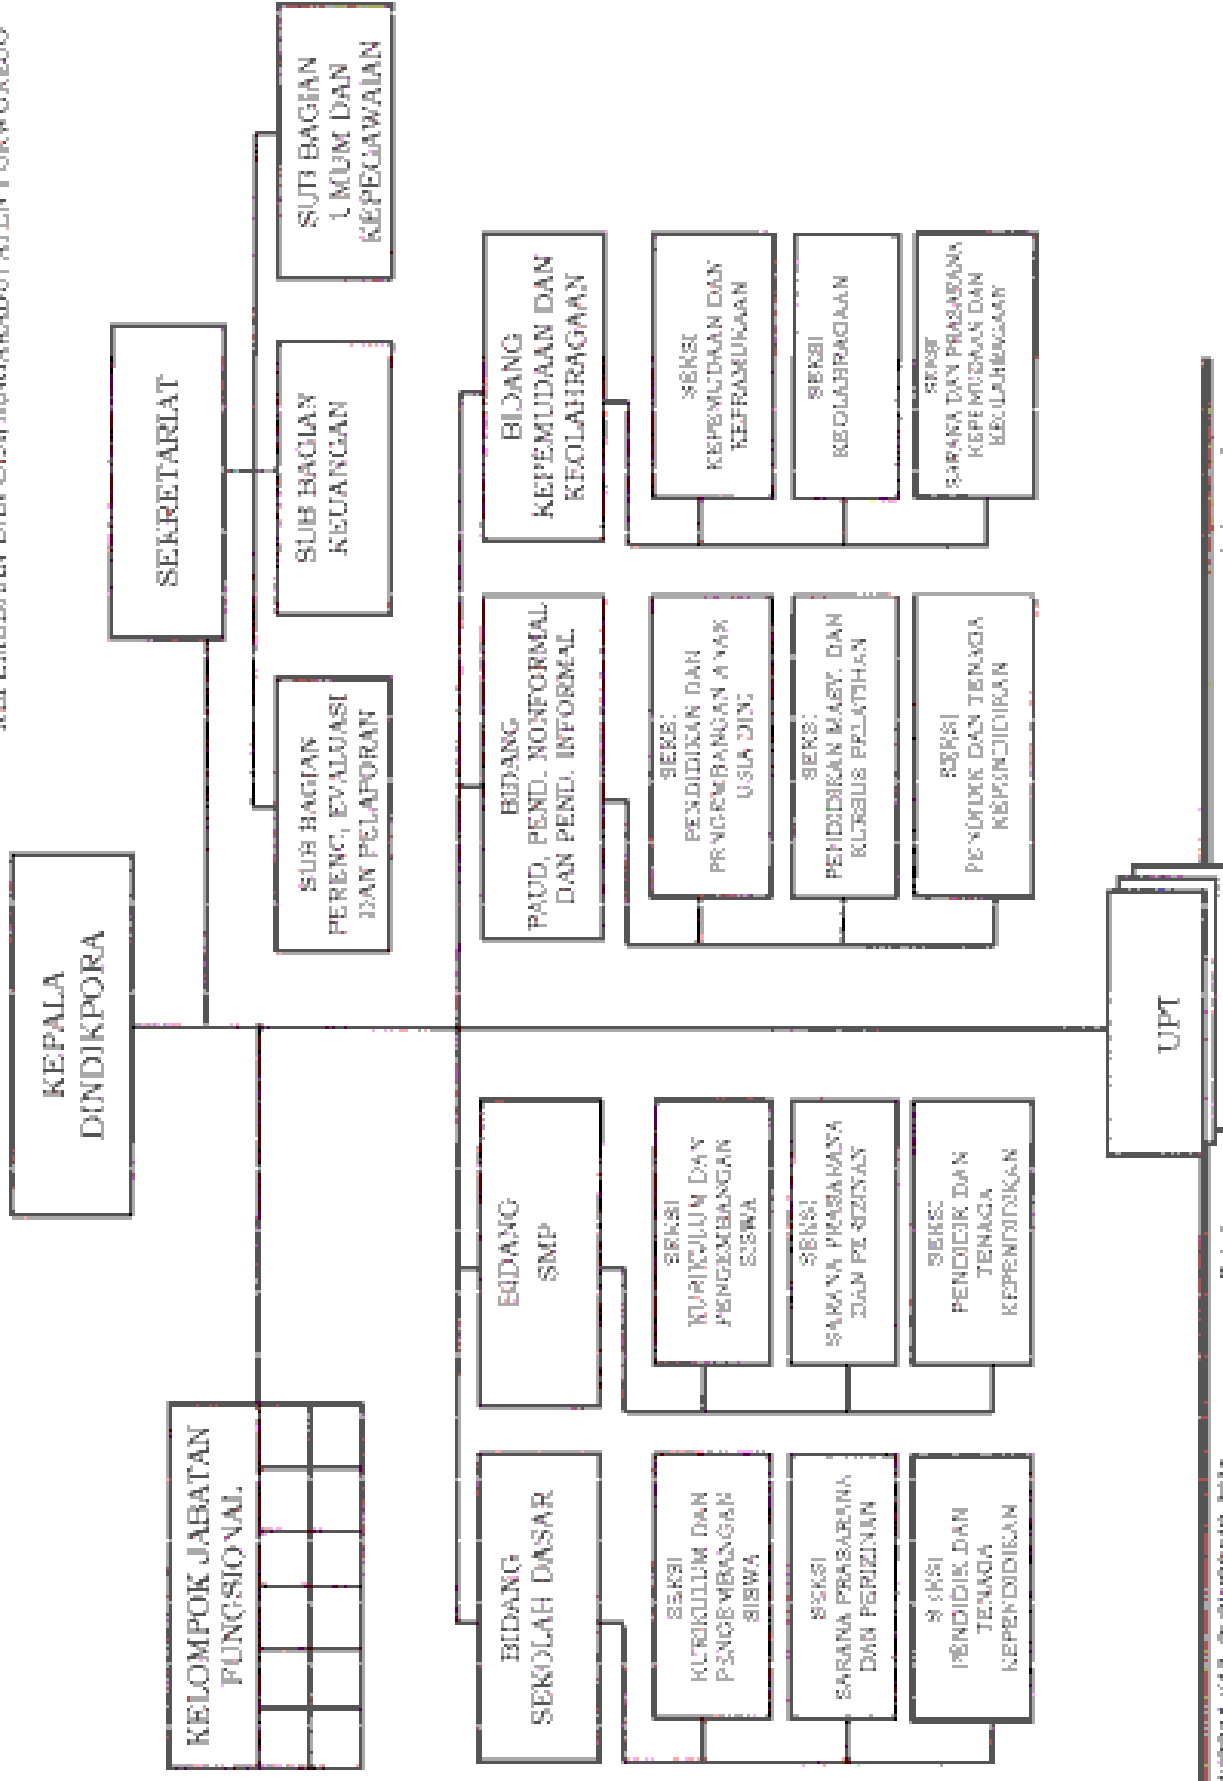 KEPALA
DINDIKPORA
SEKRETARIAT
KELOMPOK JABATAN
FUNGSIONAL
SUB BAGIAN
PERENC, EVALUASI
DAN PELAPORAN
SUB BAGIAN
KEUANGAN
SUB BAGIAN
UMUM DAN
KEPEGAWAIAN
BIDANG
SEKOLAH DASAR
BIDANG
SMP
BIDANG
PAUD, PEND. NONFORMAL
DAN PEND. INFORMAL
BIDANG
KEPEMUDAAN DAN
KEOLAHRAGAAN
SEKSI
KURIKULUM DAN
PENGEMBANGAN
SISWA
SEKSI
KURIKULUM DAN
PENGEMBANGAN
SISWA
SEKSI
PENDIDIKAN DAN
PENGEMBANGAN ANAK
USIA DINI
SEKSI
KEPEMUDAAN DAN
KEPRAMUKAAN
SEKSI
SARANA PRASARANA
DAN PERIZINAN
SEKSI
SARANA PRASARANA
DAN PERIZINAN
SEKSI
PENDIDIKAN MASY. DAN
KURSUS PELATIHAN
SEKSI
KEOLAHRAGAAN
SEKSI
PENDIDIK DAN
TENAGA
KEPENDIDIKAN
SEKSI
PENDIDIK DAN
TENAGA
KEPENDIDIKAN
SEKSI
PENDIDIK DAN TENAGA
KEPENDIDIKAN
SEKSI
SARANA DAN PRASARANA
KEPEMUDAAN DAN
KEOLAHRAGAAN
UPT